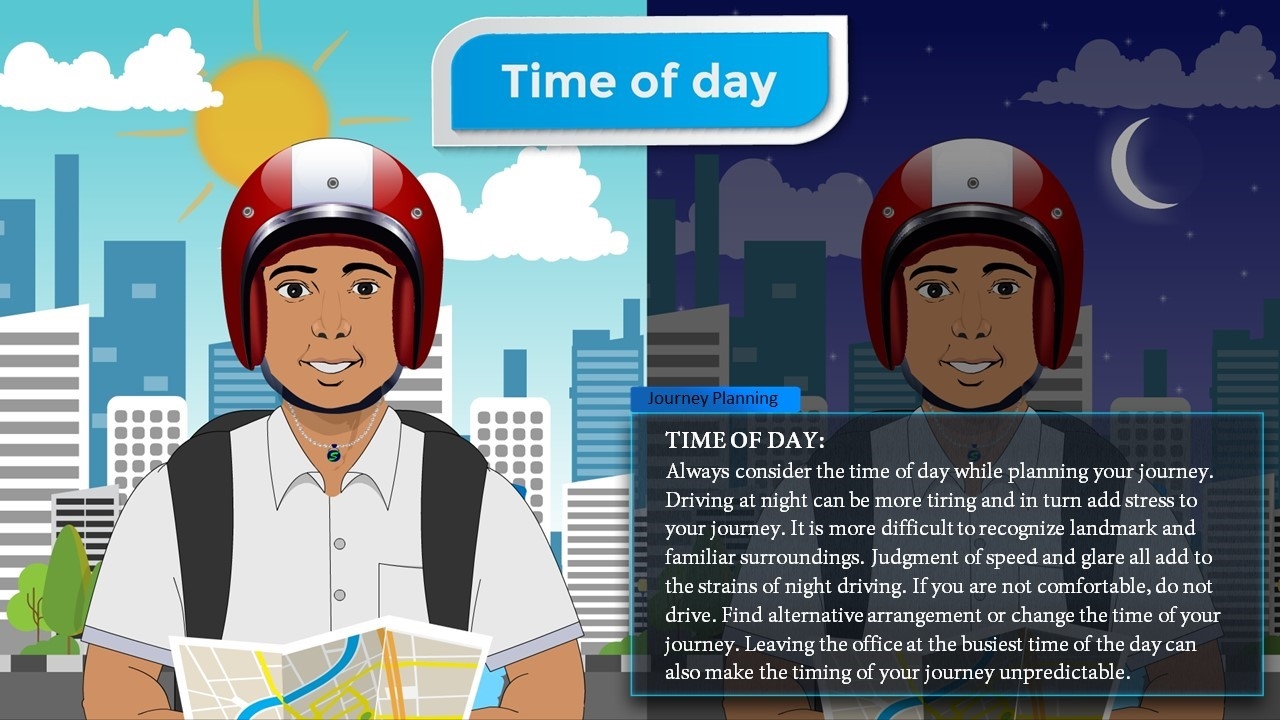 Time of day
Journey Planning
TIME OF DAY:
Always consider the time of day while planning your journey.
Driving at night can be more tiring and in turn add stress to
your journey. It is more difficult to recognize landmark and
familiar surroundings. Judgment of speed and glare all add to
the strains of night driving. If you are not comfortable, do not
drive. Find alternative arrangement or change the time of your
journey. Leaving the office at the busiest time of the day can
also make the timing of your journey unpredictable.